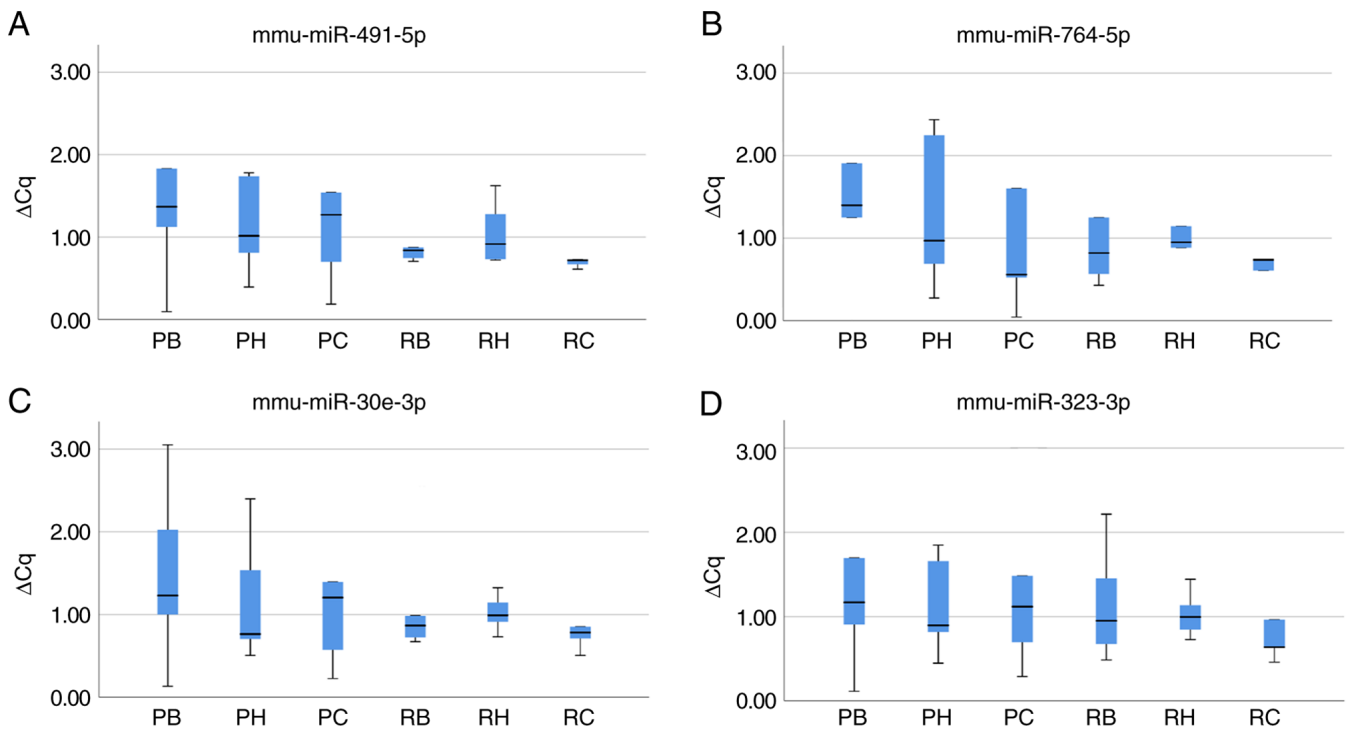 A
mmu-miR-491-5p
3.00
2.00
1.00
0.00
ΔCq
PB PH PC RB RH RC
B
mmu-miR-764-5p
3.00
2.00
1.00
0.00
ΔCq
PB PH PC RB RH RC
C
mmu-miR-30e-3p
3.00
2.00
1.00
0.00
ΔCq
PB PH PC RB RH RC
D
mmu-miR-323-3p
3.00
2.00
1.00
0.00
ΔCq
PB PH PC RB RH RC